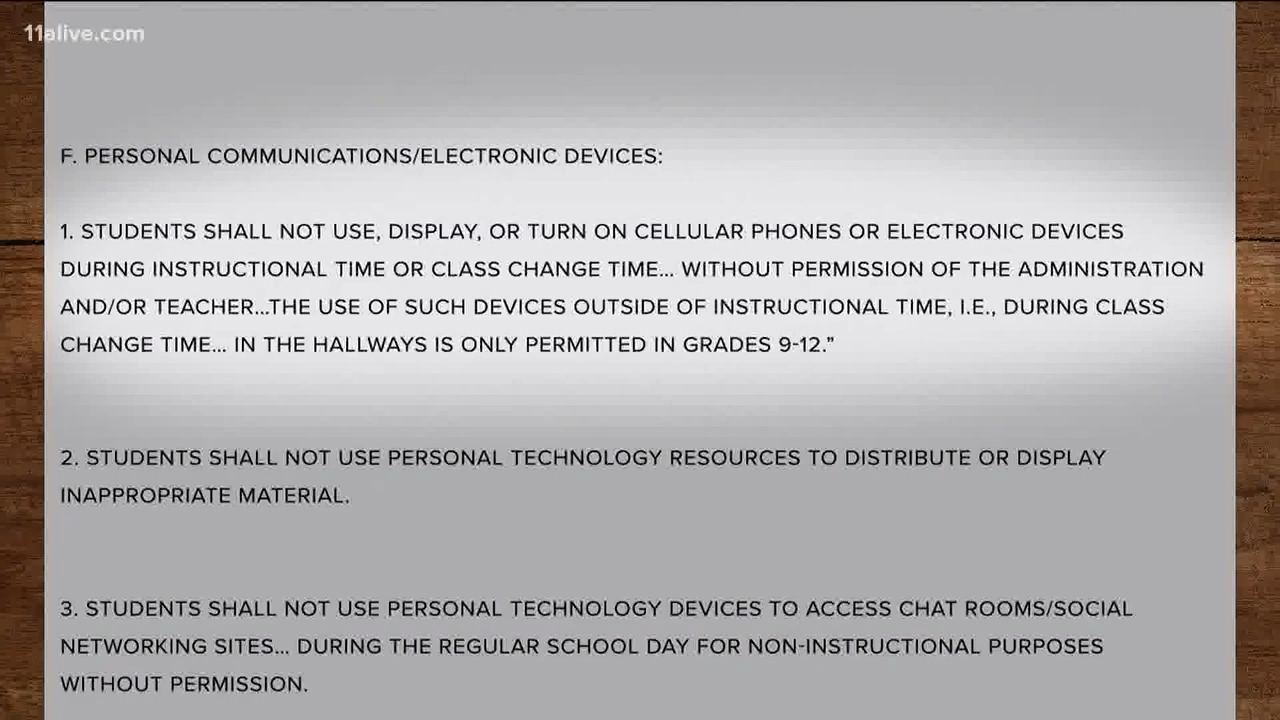 11alive.com
F. PERSONAL COMMUNICATIONS/ELECTRONIC DEVICES:
1. STUDENTS SHALL NOT USE, DISPLAY, OR TURN ON CELLULAR PHONES OR ELECTRONIC DEVICES
DURING INSTRUCTIONAL TIME OR CLASS CHANGE TIME... WITHOUT PERMISSION OF THE ADMINISTRATION
AND/OR TEACHER...THE USE OF SUCH DEVICES OUTSIDE OF INSTRUCTIONAL TIME, I.E., DURING CLASS
CHANGE TIME... IN THE HALLWAYS IS ONLY PERMITTED IN GRADES 9-12.”
2. STUDENTS SHALL NOT USE PERSONAL TECHNOLOGY RESOURCES TO DISTRIBUTE OR DISPLAY
INAPPROPRIATE MATERIAL.
3. STUDENTS SHALL NOT USE PERSONAL TECHNOLOGY DEVICES TO ACCESS CHAT ROOMS/SOCIAL
NETWORKING SITES... DURING THE REGULAR SCHOOL DAY FOR NON-INSTRUCTIONAL PURPOSES
WITHOUT PERMISSION.